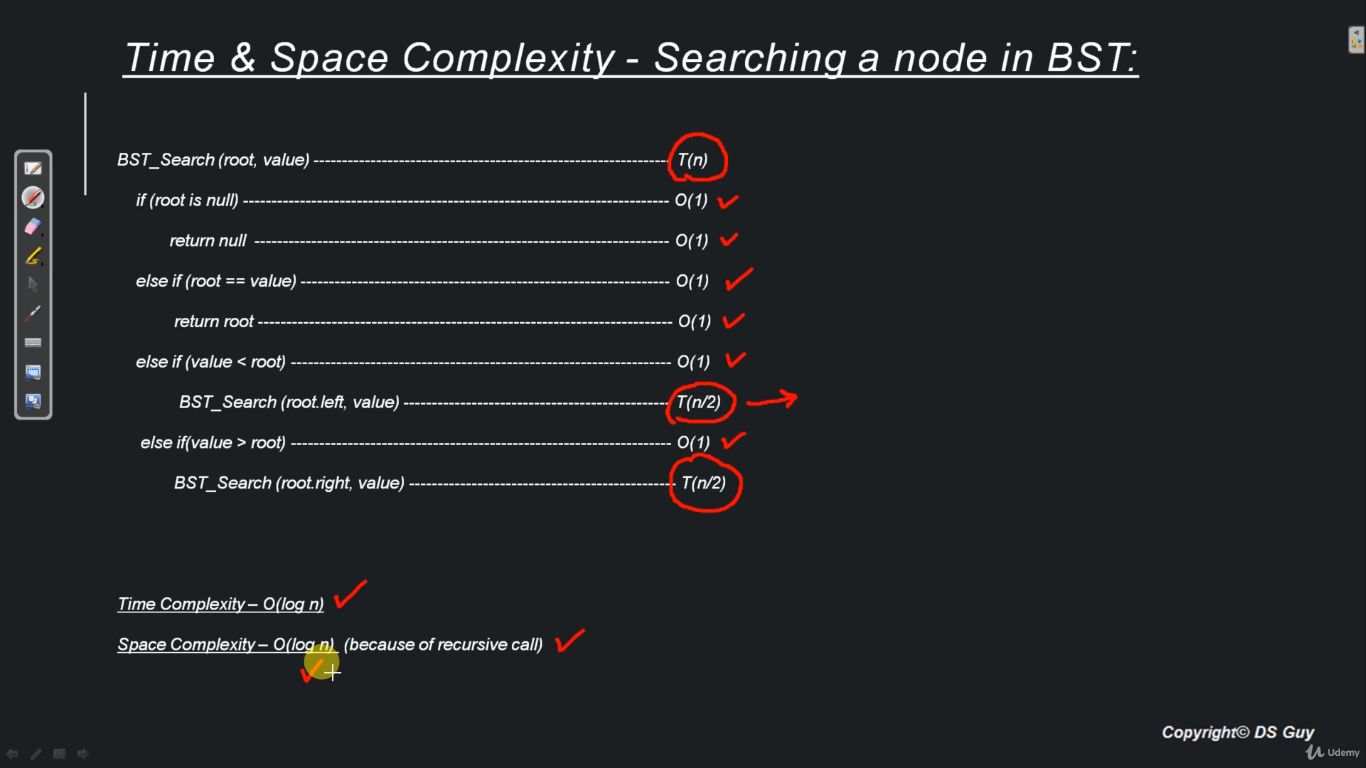 Time & Space Complexity - Searching a node in BST:
BST_Search (root, value) ---------------------------------------------------------------- T(n)
if (root is null) --------------------------------------------------------------------------- O(1)
return null ------------------------------------------------------------------------- O(1)
else if (root == value) ----------------------------------------------------------------- O(1)
return root ------------------------------------------------------------------------- O(1)
else if (value < root) ------------------------------------------------------------------- O(1)
BST_Search (root.left, value) ----------------------------------------------- T(n/2)
else if(value > root) ------------------------------------------------------------------- O(1)
BST_Search (root.right, value) ----------------------------------------------- T(n/2)
Time Complexity – O(log n)
Space Complexity – O(log n) (because of recursive call)
Copyright© DS Guy
Udemy